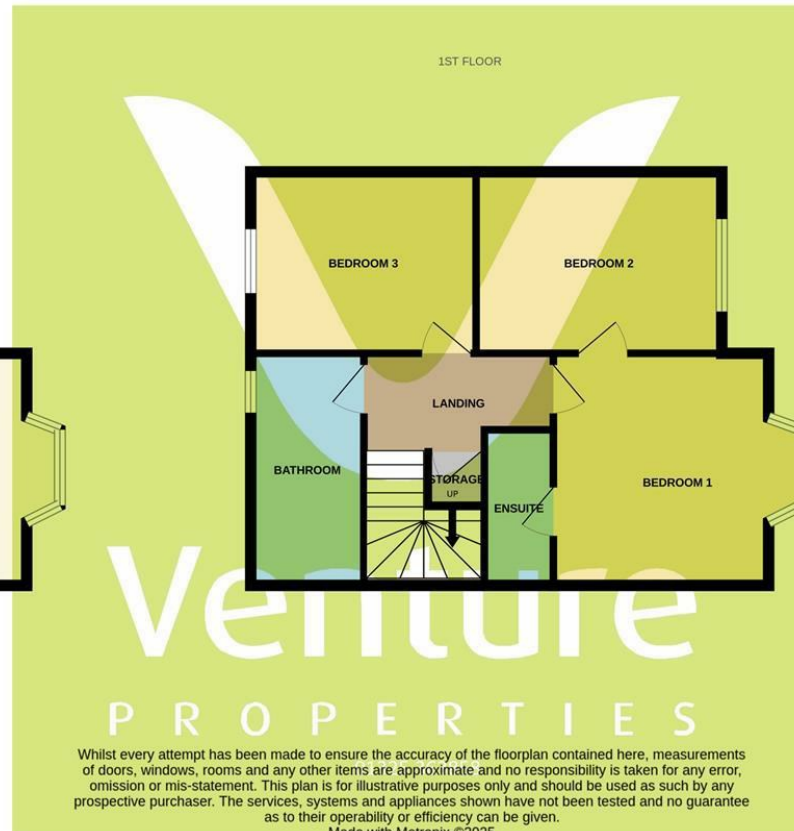 1ST FLOOR
BEDROOM 3
BEDROOM 2
LANDING
BATHROOM
STORAGE
UP
ENSUITE
BEDROOM 1
Venture
PROPERTIES
Whilst every attempt has been made to ensure the accuracy of the floorplan contained here, measurements
of doors, windows, rooms and any other items are approximate and no responsibility is taken for any error,
omission or mis-statement. This plan is for illustrative purposes only and should be used as such by any
prospective purchaser. The services, systems and appliances shown have not been tested and no guarantee
as to their operability or efficiency can be given.
Made with Metropix ©2025